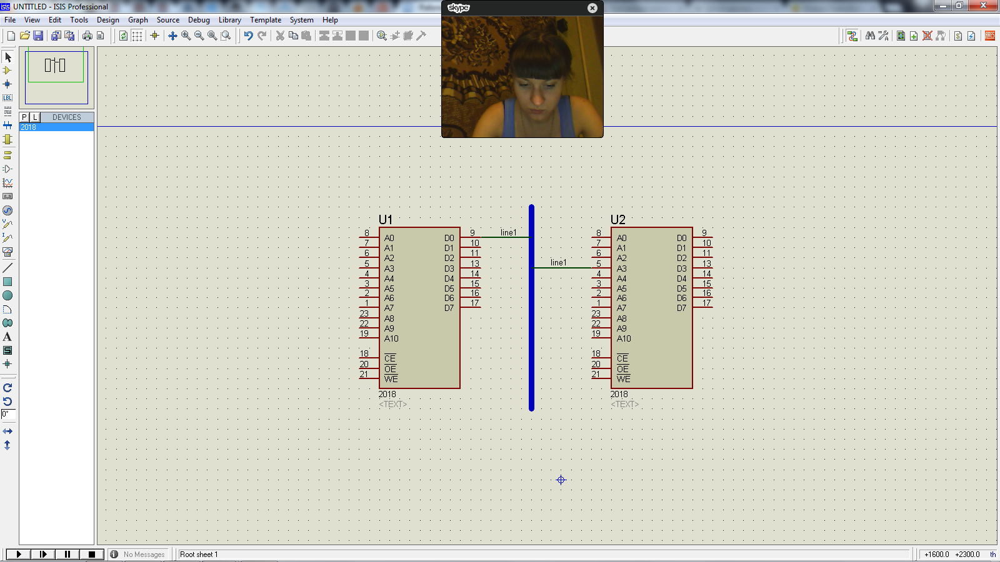 UNTITLED - ISIS Professional
skype
File View Edit Tools Design Graph Source Debug Library Template System Help
ARES
LBL
P L DEVICES
2018
U1
8 A0 D0 9
7 A1 D1 10
6 A2 D2 11
5 A3 D3 13
4 A4 D4 14
3 A5 D5 15
2 A6 D6 16
1 A7 D7 17
23 A8
22 A9
19 A10
18 CE
20 OE
21 WE
2018
<TEXT>
line1
line1
U2
8 A0 D0 9
7 A1 D1 10
6 A2 D2 11
5 A3 D3 13
4 A4 D4 14
3 A5 D5 15
2 A6 D6 16
1 A7 D7 17
23 A8
22 A9
19 A10
18 CE
20 OE
21 WE
2018
<TEXT>
A
S
0°
No Messages
Root sheet 1
+1600.0 +2300.0 th